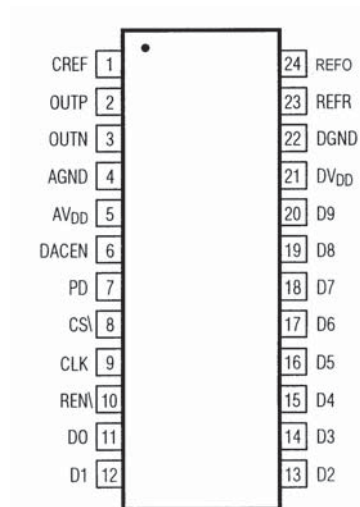 CREF 1 24 REFO
OUTP 2 23 REFR
OUTN 3 22 DGND
AGND 4 21 DVDD
AVDD 5 20 D9
DACEN 6 19 D8
PD 7 18 D7
CS\ 8 17 D6
CLK 9 16 D5
REN\ 10 15 D4
DO 11 14 D3
D1 12 13 D2